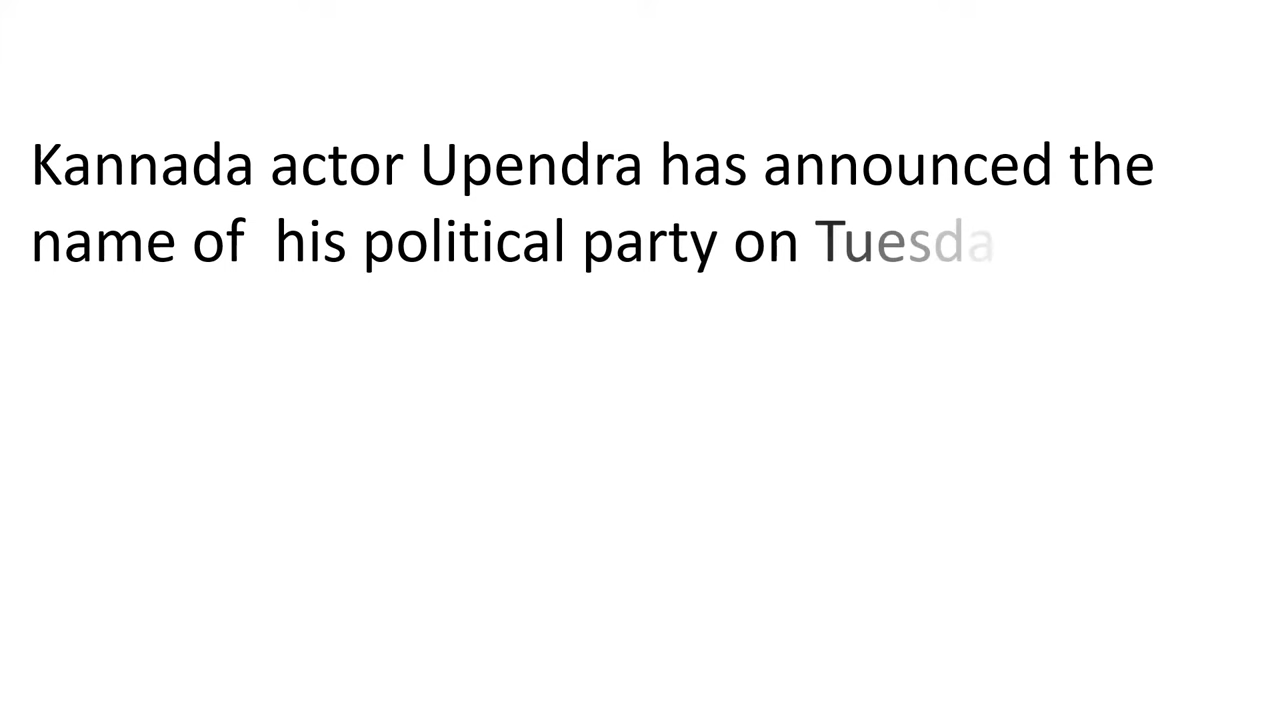 Kannada actor Upendra has announced the
name of  his political party on Tuesda